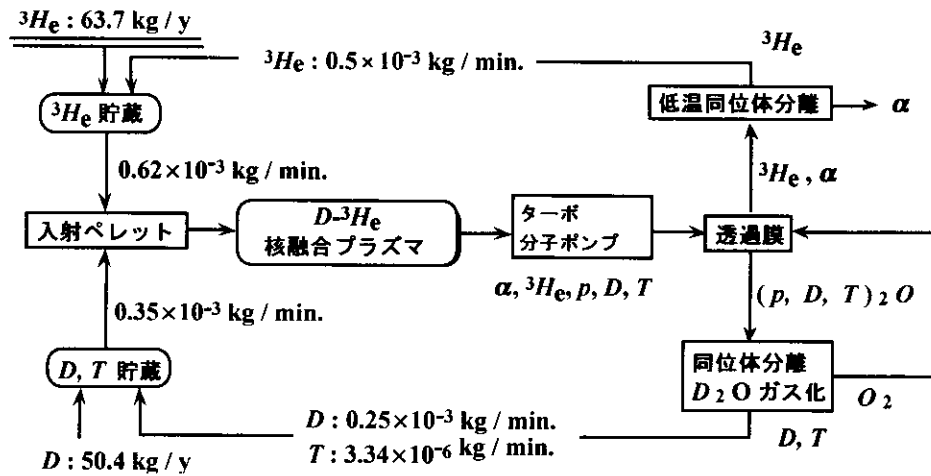 ³Hₑ : 63.7 kg / y
³Hₑ : 0.5 × 10⁻³ kg / min.
³Hₑ
³Hₑ 貯蔵
低温同位体分離
α
0.62×10⁻³ kg / min.
³Hₑ , α
入射ペレット
D-³Hₑ
核融合プラズマ
ターボ
分子ポンプ
透過膜
α, ³Hₑ, p, D, T
(p, D, T)₂O
0.35×10⁻³ kg / min.
D, T 貯蔵
同位体分離
D₂O ガス化
O₂
D : 0.25×10⁻³ kg / min.
T : 3.34×10⁻⁶ kg / min.
D, T
D : 50.4 kg / y